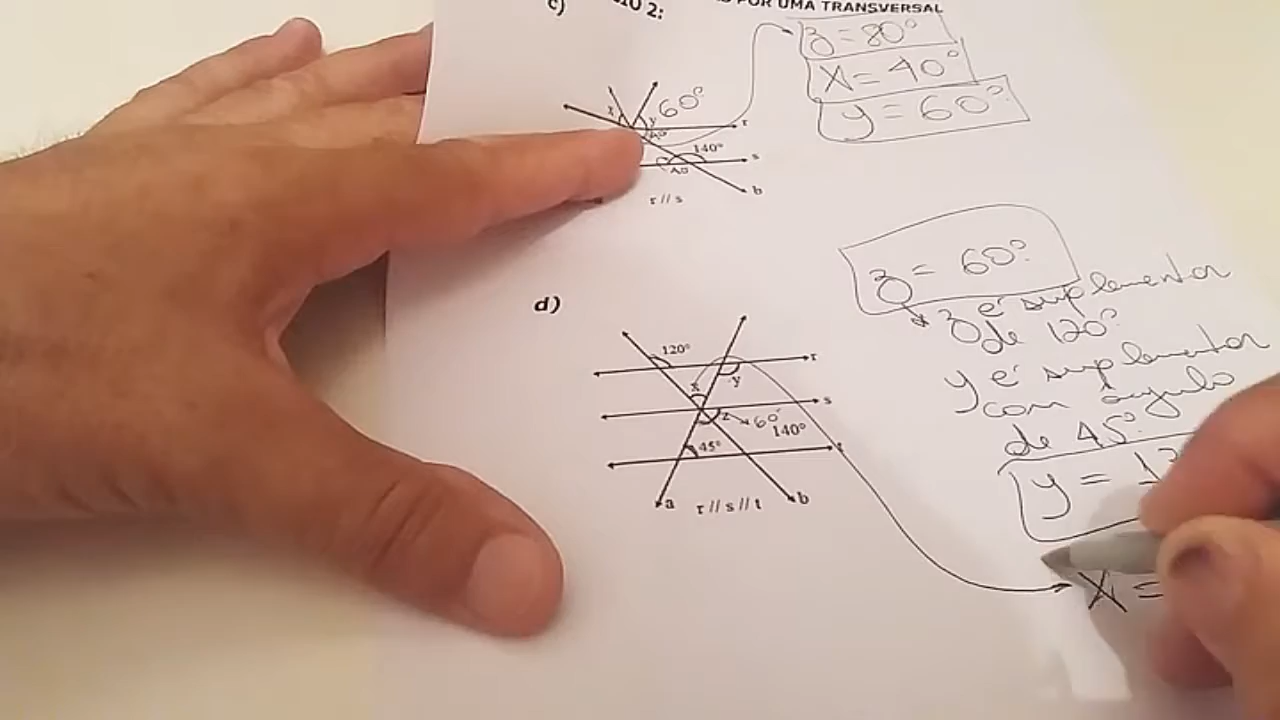 c)
2:
POR UMA TRANSVERSAL
z = 80°
x = 40°
y = 60°
60°
x
y
r
140°
s
40
b
r // s
z = 60°
z é suplementar
de 120°
y é suplementar
com ângulo
de 45°
y =
x =
d)
120°
r
y
x
s
z
60°
140°
45°
a
r // s // t
b